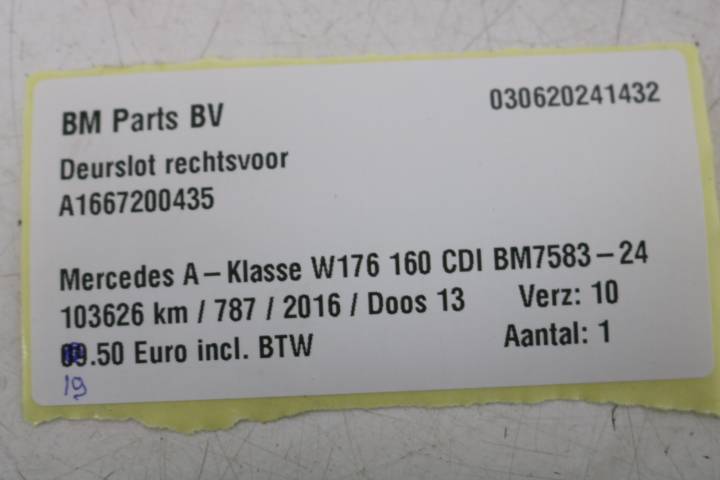 BM Parts BV 030620241432
Deurslot rechtsvoor
A1667200435
Mercedes A-Klasse W176 160 CDI BM7583-24
103626 km / 787 / 2016 / Doos 13 Verz: 10
.50 Euro incl. BTW Aantal: 1
19